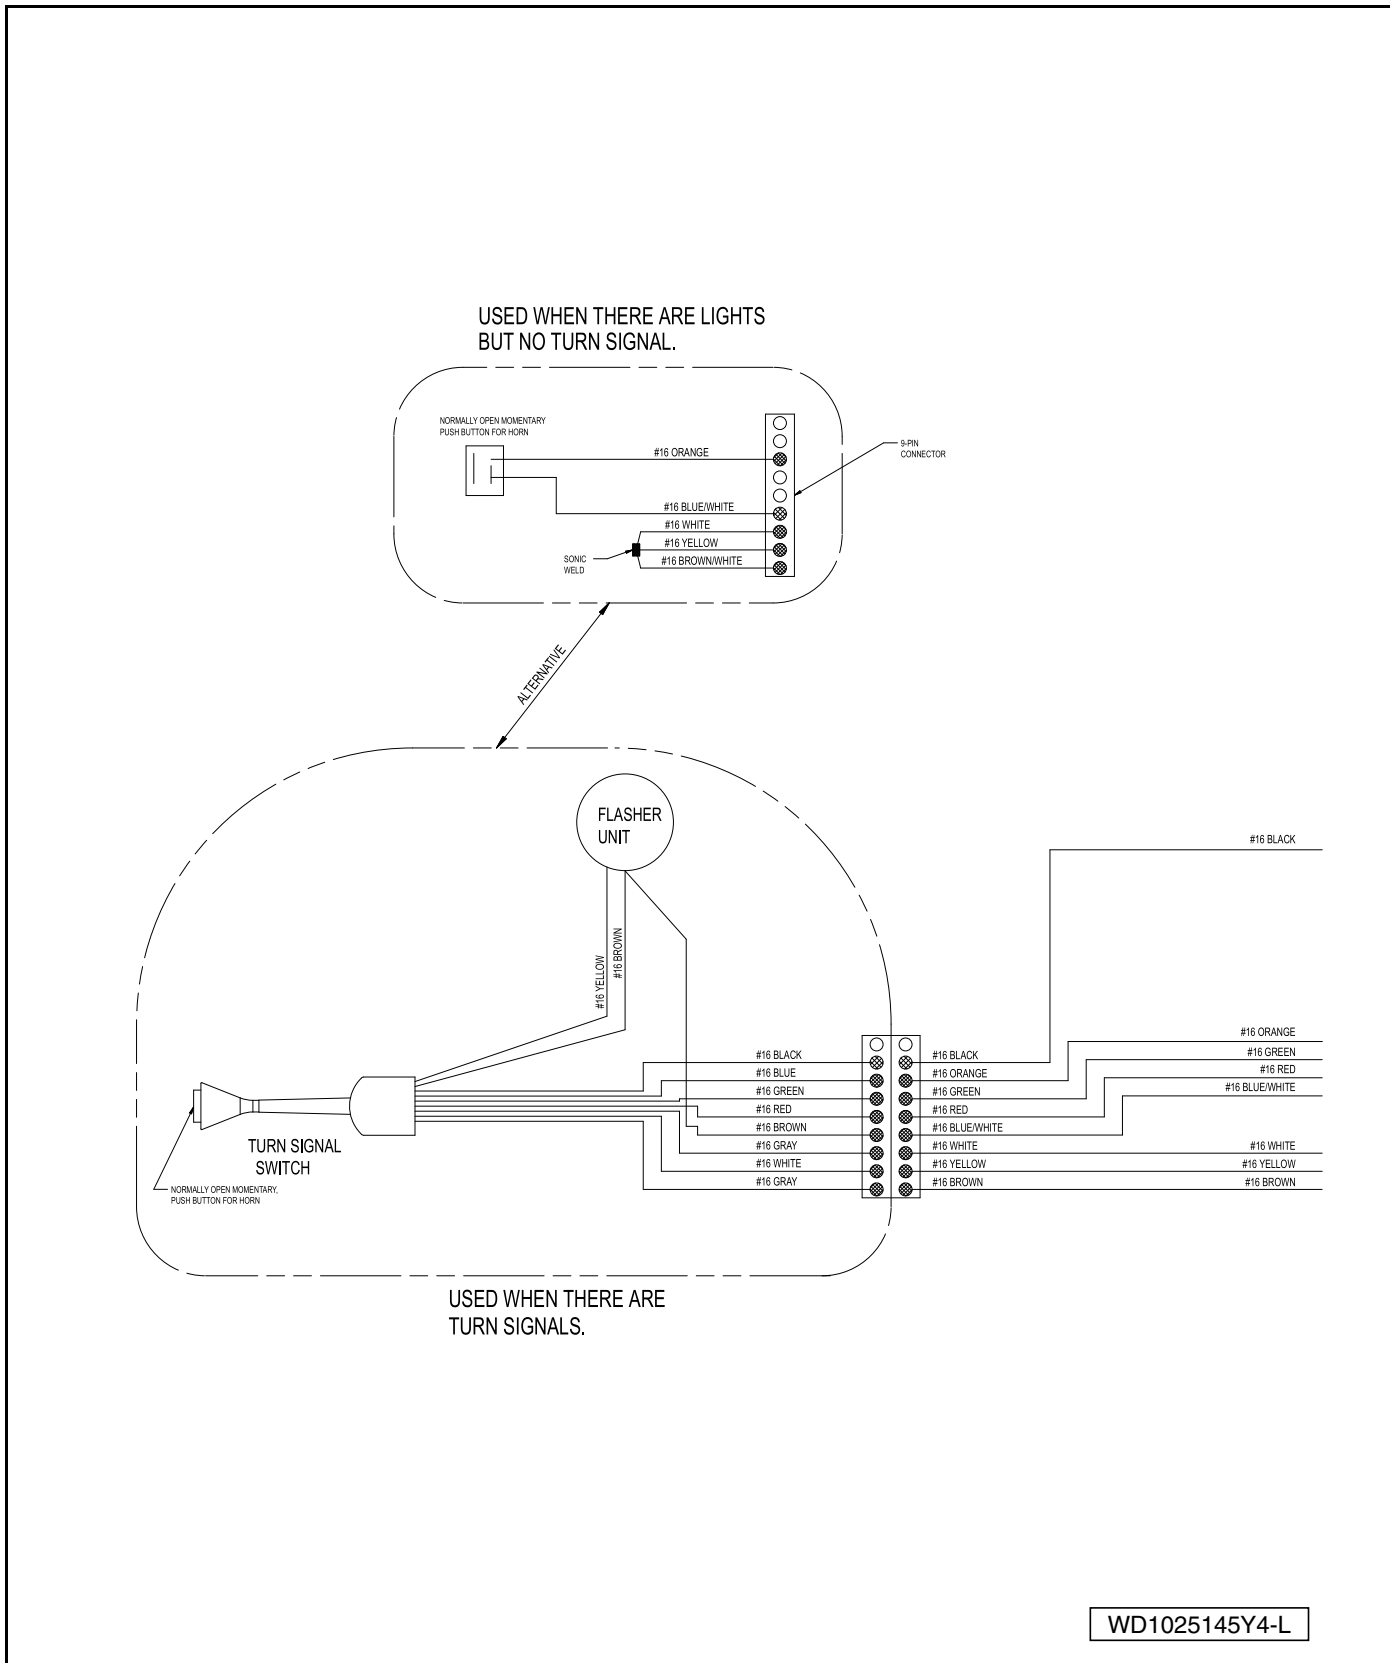 USED WHEN THERE ARE LIGHTS
BUT NO TURN SIGNAL.
NORMALLY OPEN MOMENTARY
PUSH BUTTON FOR HORN
#16 ORANGE
9-PIN
CONNECTOR
#16 BLUE/WHITE
#16 WHITE
#16 YELLOW
#16 BROWN/WHITE
SONIC
WELD
ALTERNATIVE
FLASHER
UNIT
#16 YELLOW
#16 BROWN
#16 BLACK
#16 ORANGE
#16 GREEN
#16 RED
#16 BLUE/WHITE
#16 BLACK
#16 BLUE
#16 GREEN
#16 RED
#16 BROWN
#16 GRAY
#16 WHITE
#16 GRAY
#16 BLACK
#16 ORANGE
#16 GREEN
#16 RED
#16 BLUE/WHITE
#16 WHITE
#16 YELLOW
#16 BROWN
#16 WHITE
#16 YELLOW
#16 BROWN
TURN SIGNAL
SWITCH
NORMALLY OPEN MOMENTARY,
PUSH BUTTON FOR HORN
USED WHEN THERE ARE
TURN SIGNALS.
WD1025145Y4-L